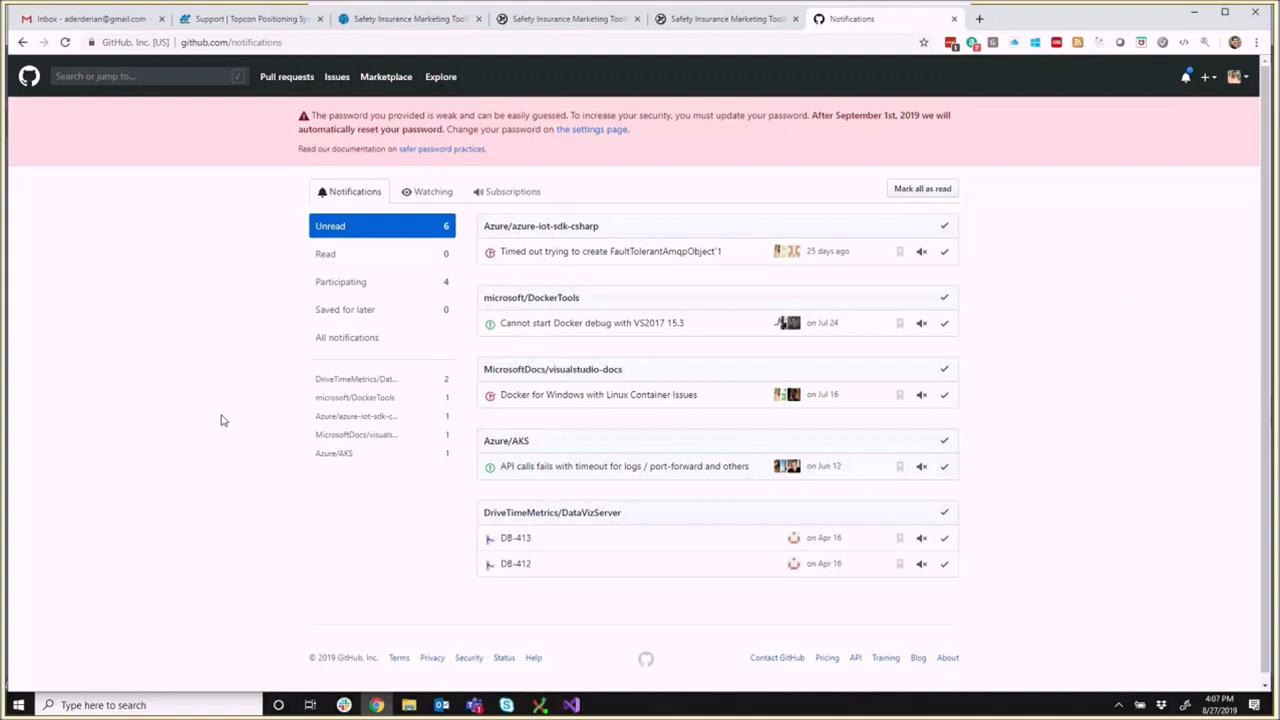 Inbox - aderderian@gmail.com
Support | Topcon Positioning Sy
Safety Insurance Marketing Tool
Safety Insurance Marketing Tool
Safety Insurance Marketing Tool
Notifications
GitHub, Inc. [US] | github.com/notifications
Search or jump to... /
Pull requests Issues Marketplace Explore
The password you provided is weak and can be easily guessed. To increase your security, you must update your password. After September 1st, 2019 we will
automatically reset your password. Change your password on the settings page.
Read our documentation on safer password practices.
Notifications Watching Subscriptions Mark all as read
Unread 6
Read 0
Participating 4
Saved for later 0
All notifications
DriveTimeMetrics/Dat... 2
microsoft/DockerTools 1
Azure/azure-iot-sdk-c... 1
MicrosoftDocs/visuals... 1
Azure/AKS 1
Azure/azure-iot-sdk-csharp
Timed out trying to create FaultTolerantAmqpObject`1 25 days ago
microsoft/DockerTools
Cannot start Docker debug with VS2017 15.3 on Jul 24
MicrosoftDocs/visualstudio-docs
Docker for Windows with Linux Container Issues on Jul 16
Azure/AKS
API calls fails with timeout for logs / port-forward and others on Jun 12
DriveTimeMetrics/DataVizServer
DB-413 on Apr 16
DB-412 on Apr 16
© 2019 GitHub, Inc. Terms Privacy Security Status Help Contact GitHub Pricing API Training Blog About
Type here to search
4:07 PM
8/27/2019